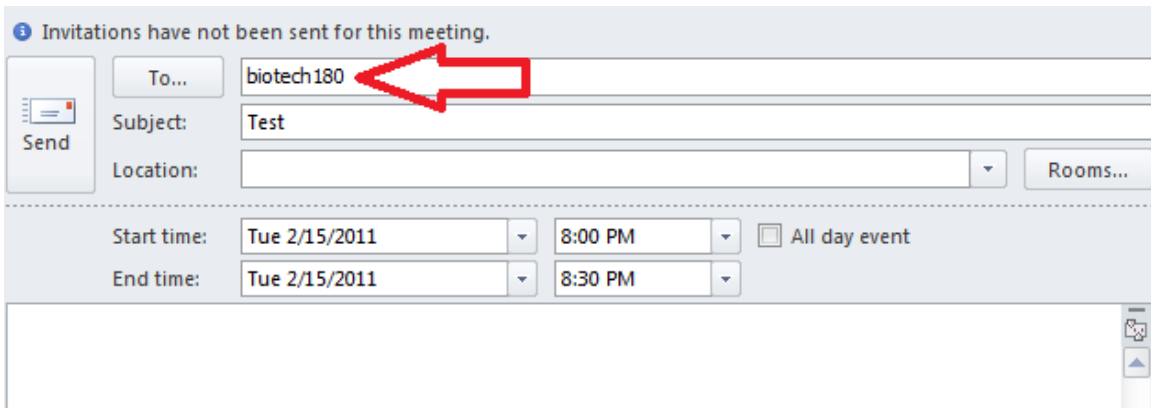 Invitations have not been sent for this meeting.
To... biotech180
Send
Subject: Test
Location: Rooms...
Start time: Tue 2/15/2011 8:00 PM All day event
End time: Tue 2/15/2011 8:30 PM